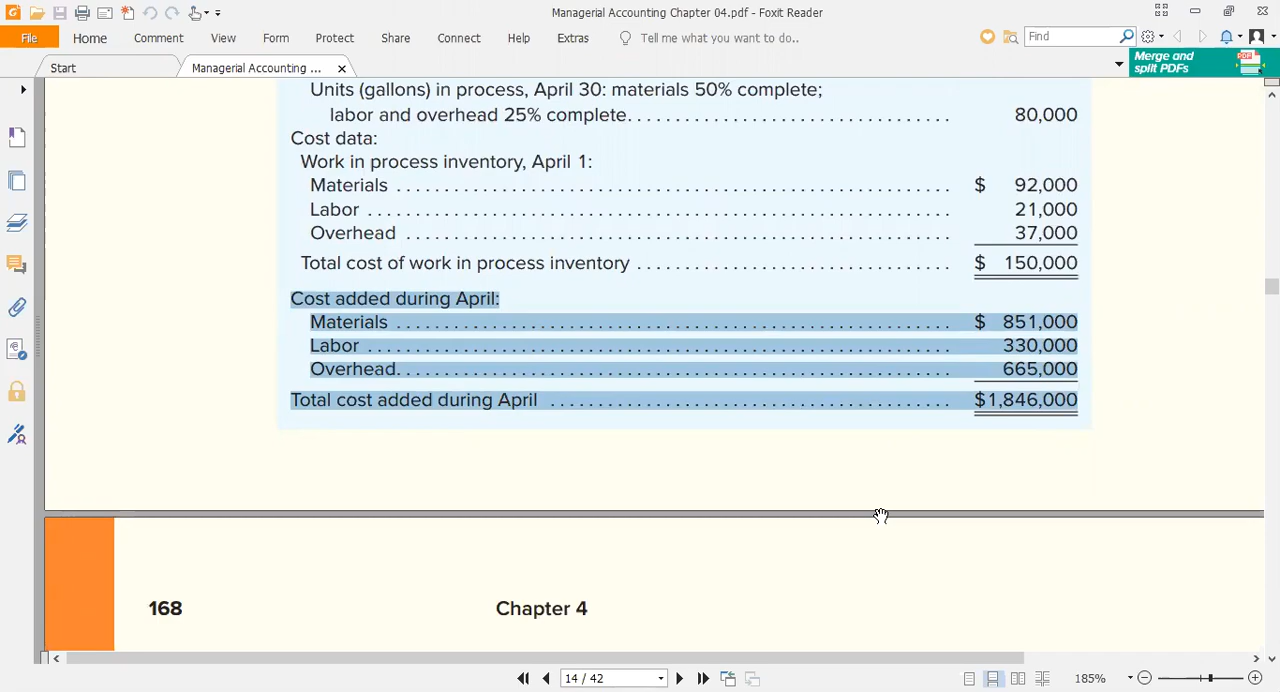 Managerial Accounting Chapter 04.pdf - Foxit Reader
File Home Comment View Form Protect Share Connect Help Extras Tell me what you want to do.. Find
Start Managerial Accounting ... Merge and split PDFs
Units (gallons) in process, April 30: materials 50% complete;
labor and overhead 25% complete. . . . . . . . . . . . . . . . . . . . . . . . . . . . 80,000
Cost data:
Work in process inventory, April 1:
Materials . . . . . . . . . . . . . . . . . . . . . . . . . . . . . . . . . . . . . . . . . . . . . . . . $ 92,000
Labor . . . . . . . . . . . . . . . . . . . . . . . . . . . . . . . . . . . . . . . . . . . . . . . . . . 21,000
Overhead . . . . . . . . . . . . . . . . . . . . . . . . . . . . . . . . . . . . . . . . . . . . . . . 37,000
Total cost of work in process inventory . . . . . . . . . . . . . . . . . . . . . . . . . . . $ 150,000
Cost added during April:
Materials . . . . . . . . . . . . . . . . . . . . . . . . . . . . . . . . . . . . . . . . . . . . . . . . $ 851,000
Labor . . . . . . . . . . . . . . . . . . . . . . . . . . . . . . . . . . . . . . . . . . . . . . . . . . 330,000
Overhead. . . . . . . . . . . . . . . . . . . . . . . . . . . . . . . . . . . . . . . . . . . . . . . . 665,000
Total cost added during April . . . . . . . . . . . . . . . . . . . . . . . . . . . . . . . . . . $1,846,000
168 Chapter 4
14 / 42 185%